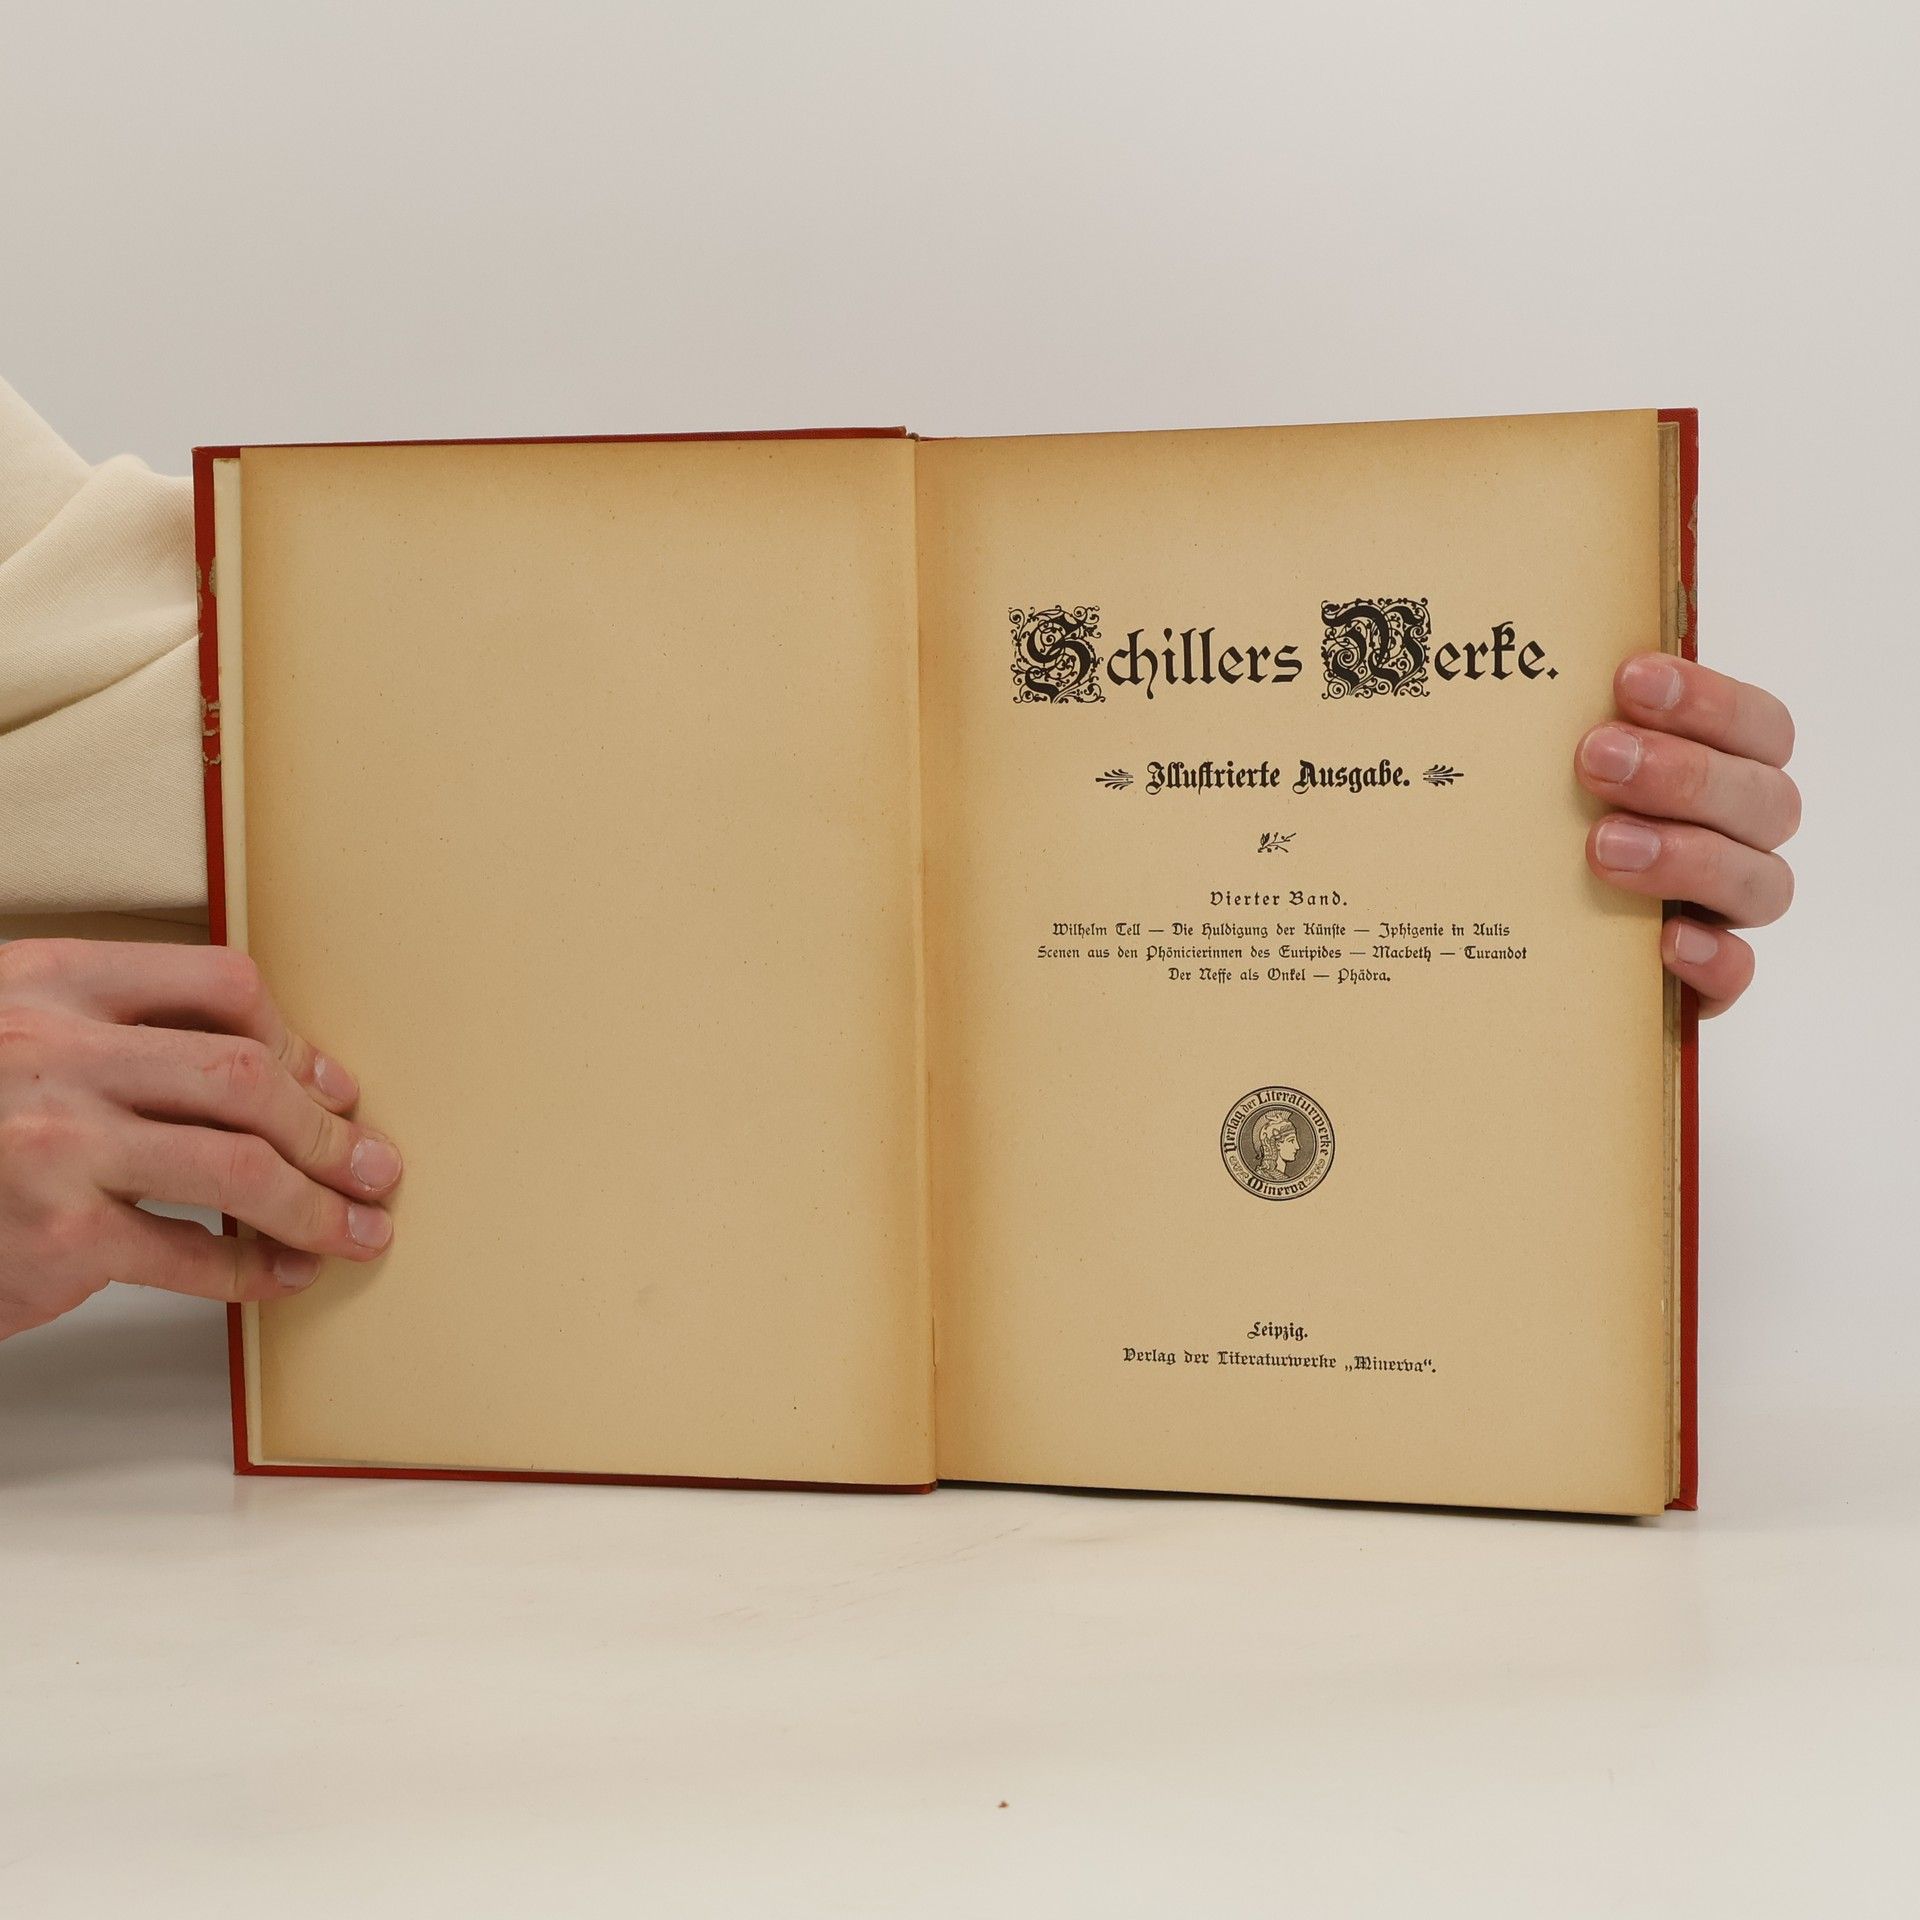 Schillers Werke.
Illustrierte Ausgabe.
Vierter Band.
Wilhelm Tell — Die Huldigung der Künste — Iphigenie in Aulis
Scenen aus den Phönicierinnen des Euripides — Macbeth — Turandot
Der Neffe als Onkel — Phädra.
Verlag der Literaturwerke
Minerva
Leipzig.
Verlag der Literaturwerke „Minerva“.